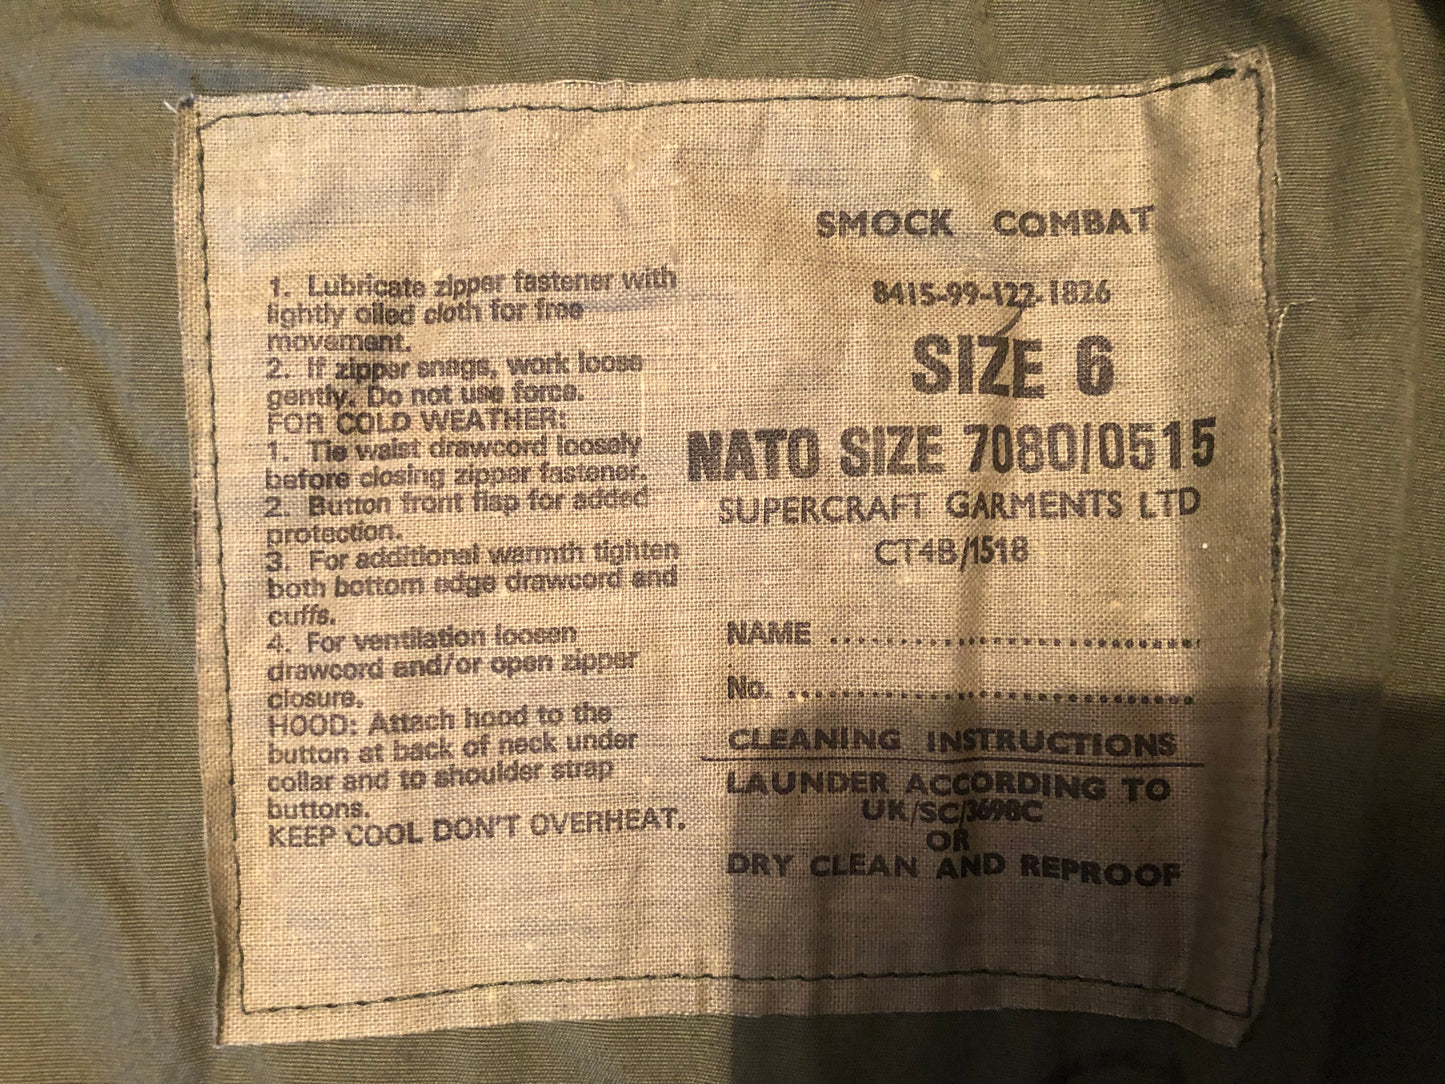 1. Lubricate zipper fastener with
lightly oiled cloth for free
movement.
2. If zipper snags, work loose
gently. Do not use force.
FOR COLD WEATHER:
1. Tie waist drawcord loosely
before closing zipper fastener.
2. Button front flap for added
protection.
3. For additional warmth tighten
both bottom edge drawcord and
cuffs.
4. For ventilation loosen
drawcord and/or open zipper
closure.
HOOD: Attach hood to the
button at back of neck under
collar and to shoulder strap
buttons.
KEEP COOL DON'T OVERHEAT.
SMOCK COMBAT
8415-99-122-1826
SIZE 6
NATO SIZE 7080/0515
SUPERCRAFT GARMENTS LTD
CT4B/1518
NAME ..............................
No. ..................................
CLEANING INSTRUCTIONS
LAUNDER ACCORDING TO
UK/SC/3698C
OR
DRY CLEAN AND REPROOF